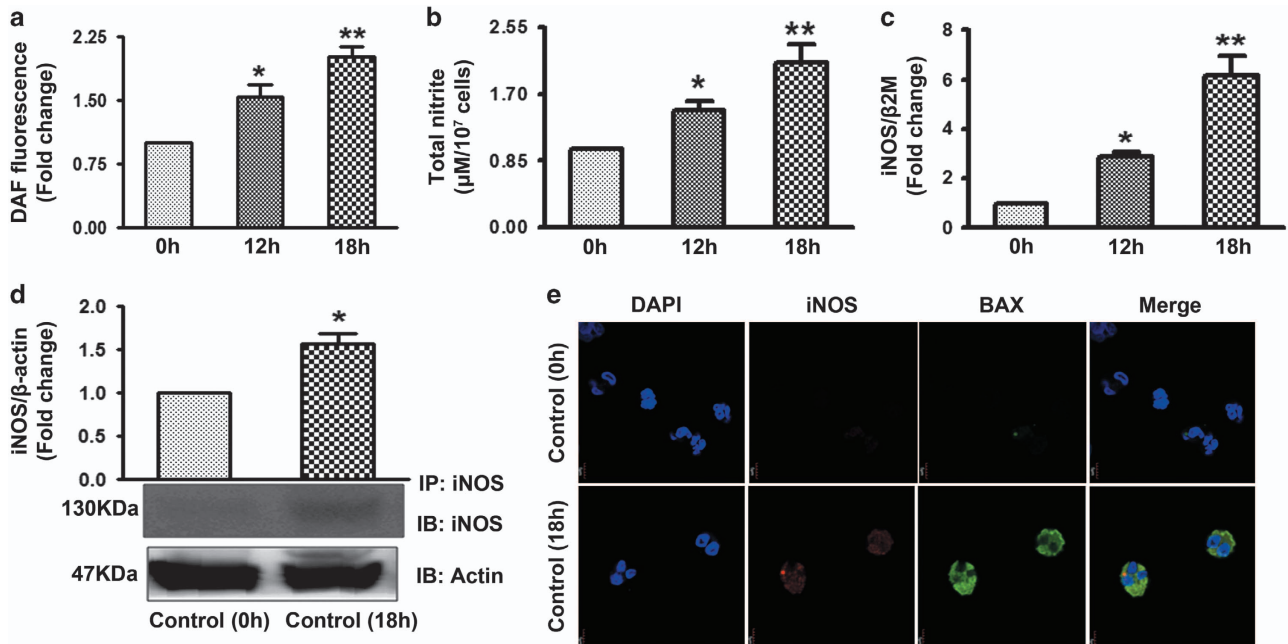 a
DAF fluorescence
(Fold change)
2.25
1.50
0.75
0.00
*
**
0h 12h 18h
b
Total nitrite
(µM/10⁷ cells)
2.55
1.70
0.85
0.00
*
**
0h 12h 18h
c
iNOS/β2M
(Fold change)
8
6
4
2
0
*
**
0h 12h 18h
d
iNOS/β-actin
(Fold change)
2.0
1.5
1.0
0.5
0.0
*
IP: iNOS
130KDa
IB: iNOS
47KDa
IB: Actin
Control (0h) Control (18h)
e
DAPI iNOS BAX Merge
Control (0h)
Control (18h)